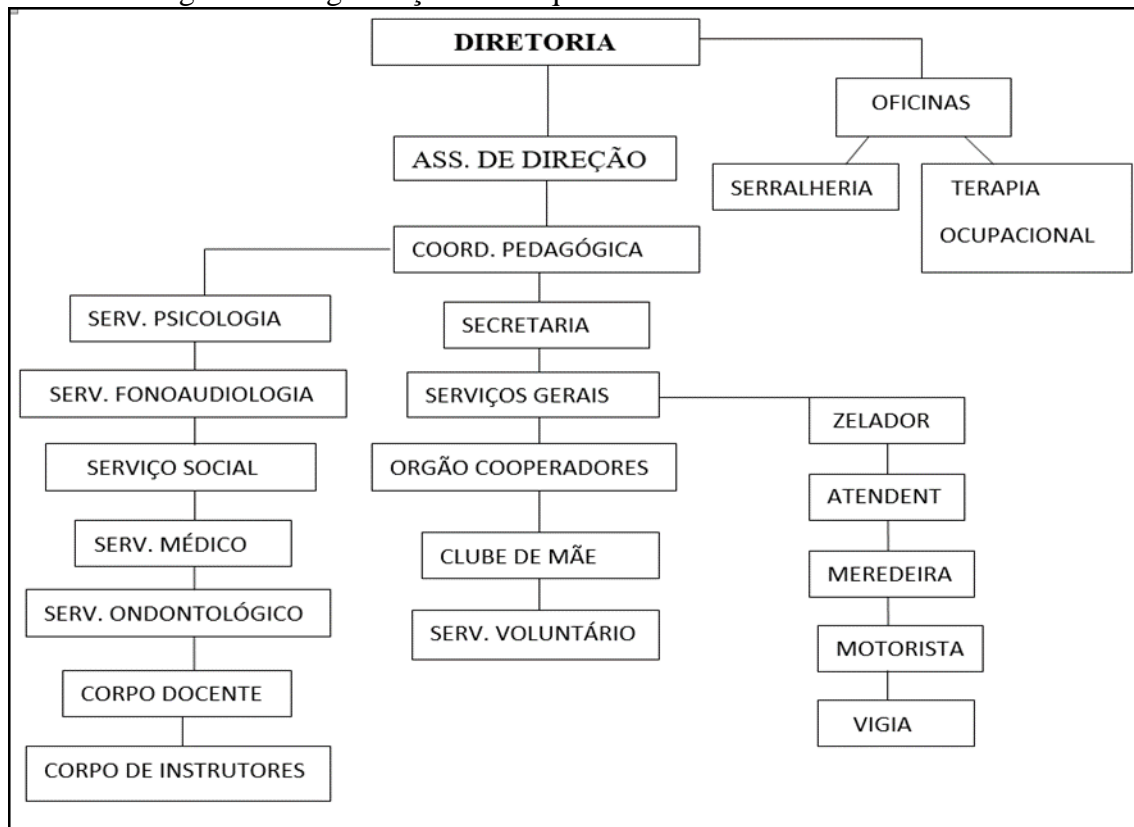 DIRETORIA
OFICINAS
ASS. DE DIREÇÃO
SERRALHERIA
TERAPIA
OCUPACIONAL
COORD. PEDAGÓGICA
SERV. PSICOLOGIA
SECRETARIA
SERV. FONOAUDIOLOGIA
SERVIÇOS GERAIS
ZELADOR
SERVIÇO SOCIAL
ORGÃO COOPERADORES
ATENDENT
SERV. MÉDICO
CLUBE DE MÃE
MEREDEIRA
SERV. ONDONTOLÓGICO
SERV. VOLUNTÁRIO
MOTORISTA
CORPO DOCENTE
VIGIA
CORPO DE INSTRUTORES